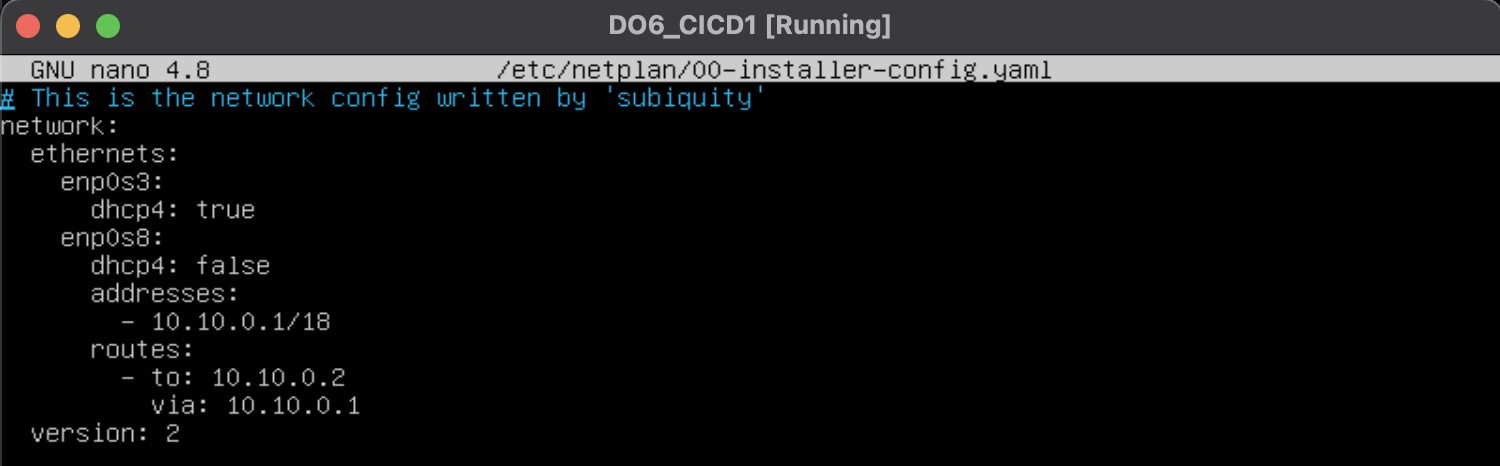 DO6_CICD1 [Running]
GNU nano 4.8 /etc/netplan/00-installer-config.yaml
# This is the network config written by 'subiquity'
network:
  ethernets:
    enp0s3:
      dhcp4: true
    enp0s8:
      dhcp4: false
      addresses:
        - 10.10.0.1/18
      routes:
        - to: 10.10.0.2
          via: 10.10.0.1
  version: 2